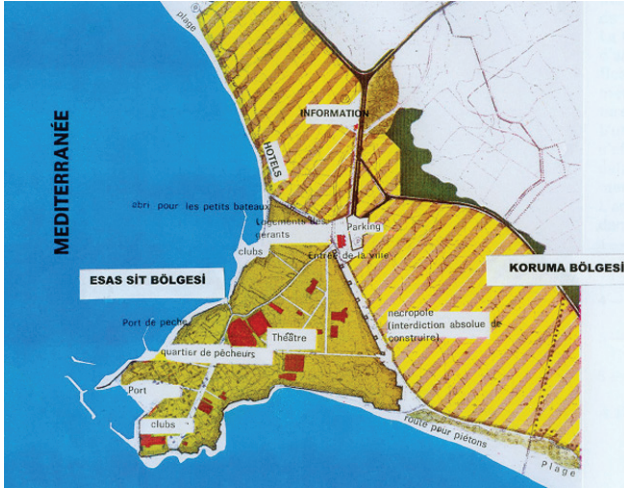 plage
MEDITERRANÉE
INFORMATION
HOTELS
abri pour les petits bateaux
Logements des
gérants
Parking
clubs
Entrée de la ville
KORUMA BÖLGESİ
ESAS SİT BÖLGESİ
nécropole
(interdiction absolue de
construire)
Port de peche
Théatre
quartier de pêcheurs
Port
clubs
route pour piétons
Plage